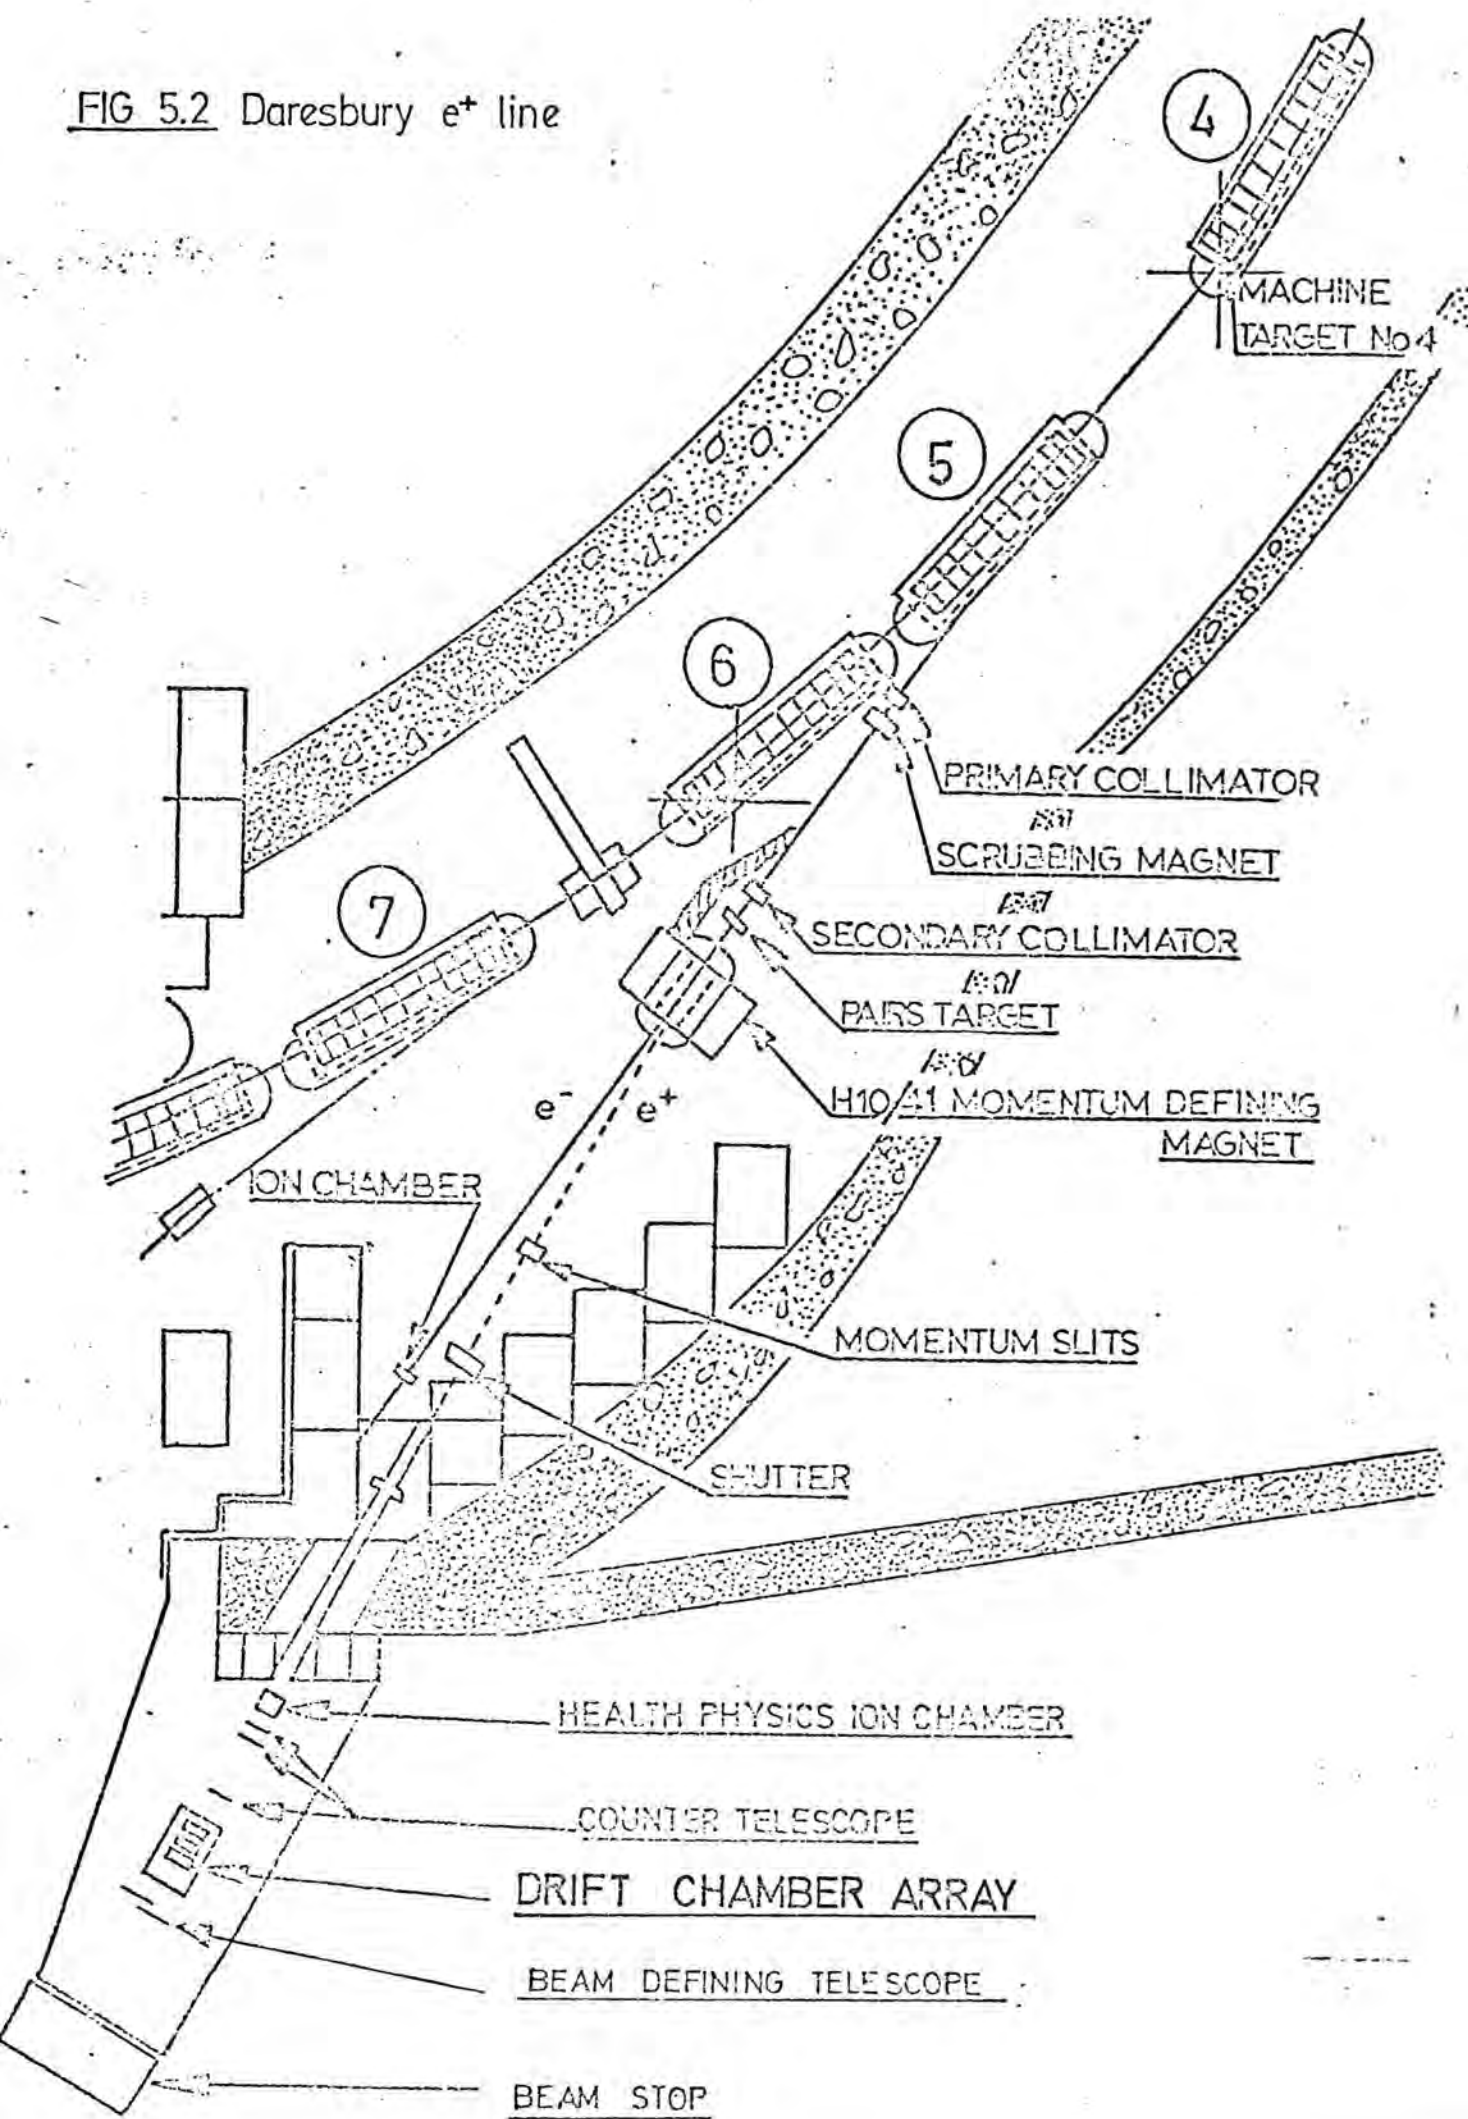 FIG 5.2 Daresbury e+ line
4
MACHINE
TARGET No 4
5
6
PRIMARY COLLIMATOR
SCRUBBING MAGNET
7
SECONDARY COLLIMATOR
PAIRS TARGET
H10/41 MOMENTUM DEFINING
MAGNET
e- e+
ION CHAMBER
MOMENTUM SLITS
SHUTTER
HEALTH PHYSICS ION CHAMBER
COUNTER TELESCOPE
DRIFT CHAMBER ARRAY
BEAM DEFINING TELESCOPE
BEAM STOP